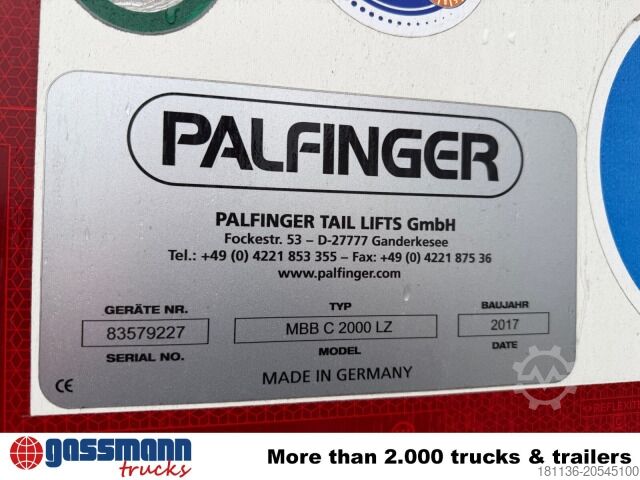 PALFINGER
PALFINGER TAIL LIFTS GmbH
Fockestr. 53 – D-27777 Ganderkesee
Tel.: +49 (0) 4221 853 355 – Fax: +49 (0) 4221 875 36
www.palfinger.com
GERÄTE NR. TYP BAUJAHR
83579227 MBB C 2000 LZ 2017
SERIAL NO. MODEL DATE
CE MADE IN GERMANY
REFLEX
gassmann
trucks
More than 2.000 trucks & trailers
181136-20545100